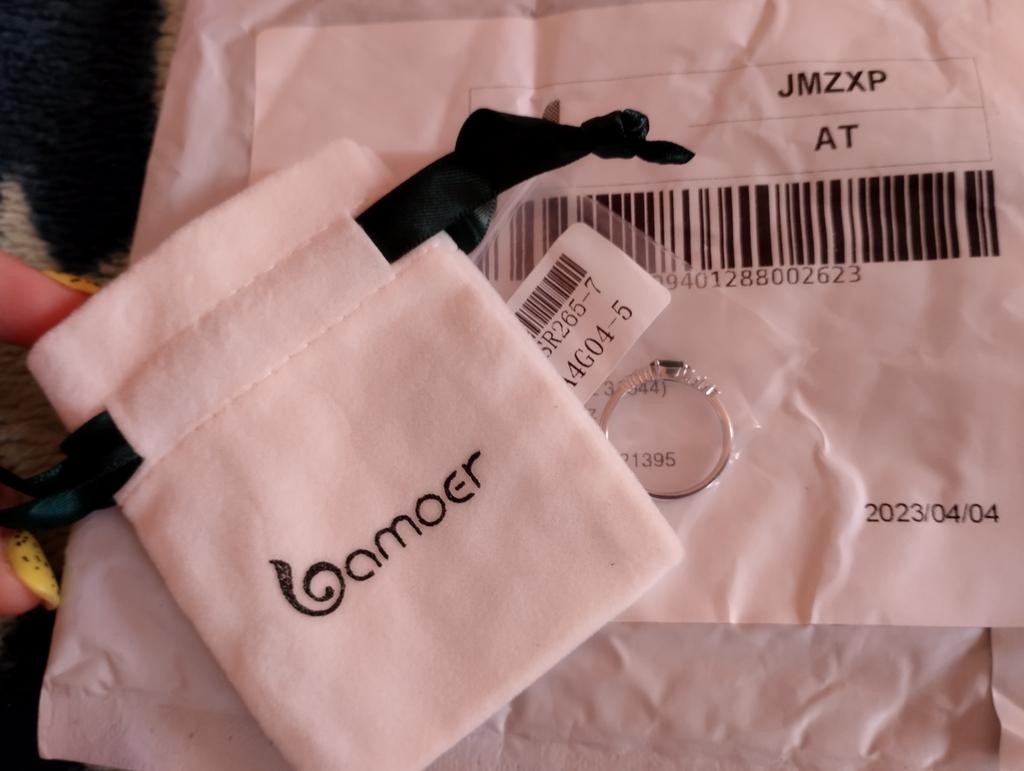 JMZXP
AT
9401288002623
SR265-7
A4G04-5
21395
2023/04/04
bamoer